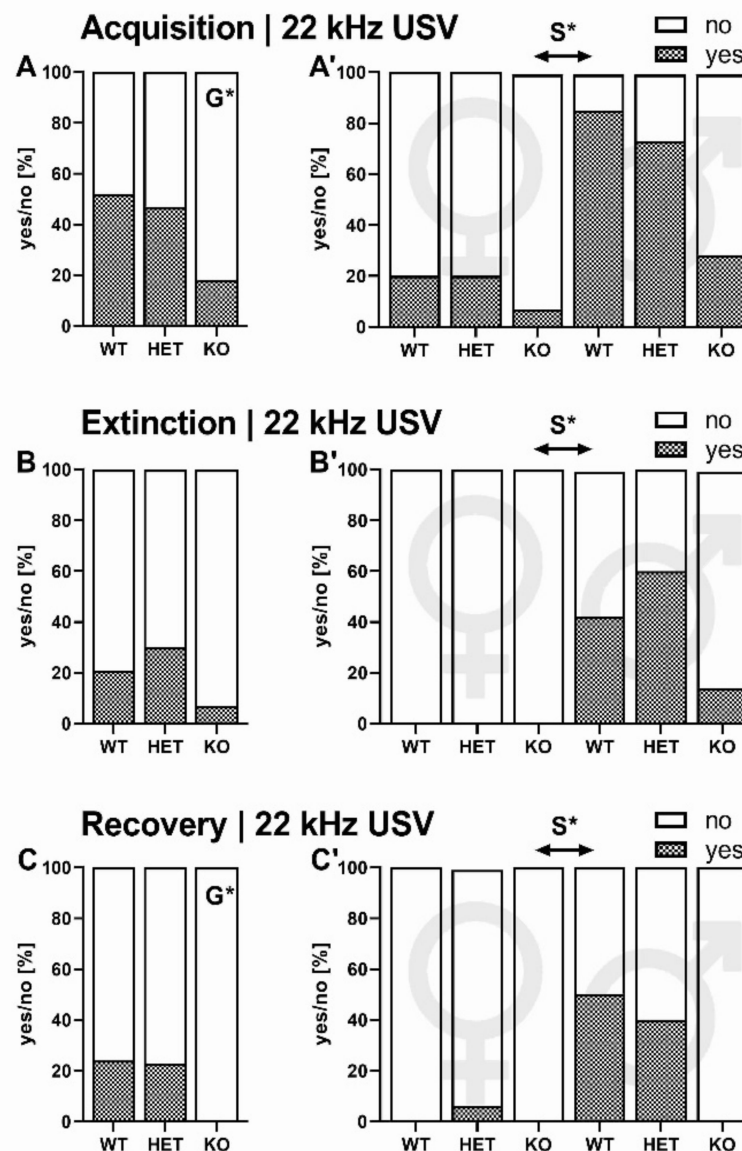 Acquisition | 22 kHz USV
S*
no
yes
A
100
80
60
40
20
0
yes/no [%]
G*
WT HET KO
A'
100
80
60
40
20
0
yes/no [%]
WT HET KO WT HET KO
Extinction | 22 kHz USV
S*
no
yes
B
100
80
60
40
20
0
yes/no [%]
WT HET KO
B'
100
80
60
40
20
0
yes/no [%]
WT HET KO WT HET KO
Recovery | 22 kHz USV
S*
no
yes
C
100
80
60
40
20
0
yes/no [%]
G*
WT HET KO
C'
100
80
60
40
20
0
yes/no [%]
WT HET KO WT HET KO